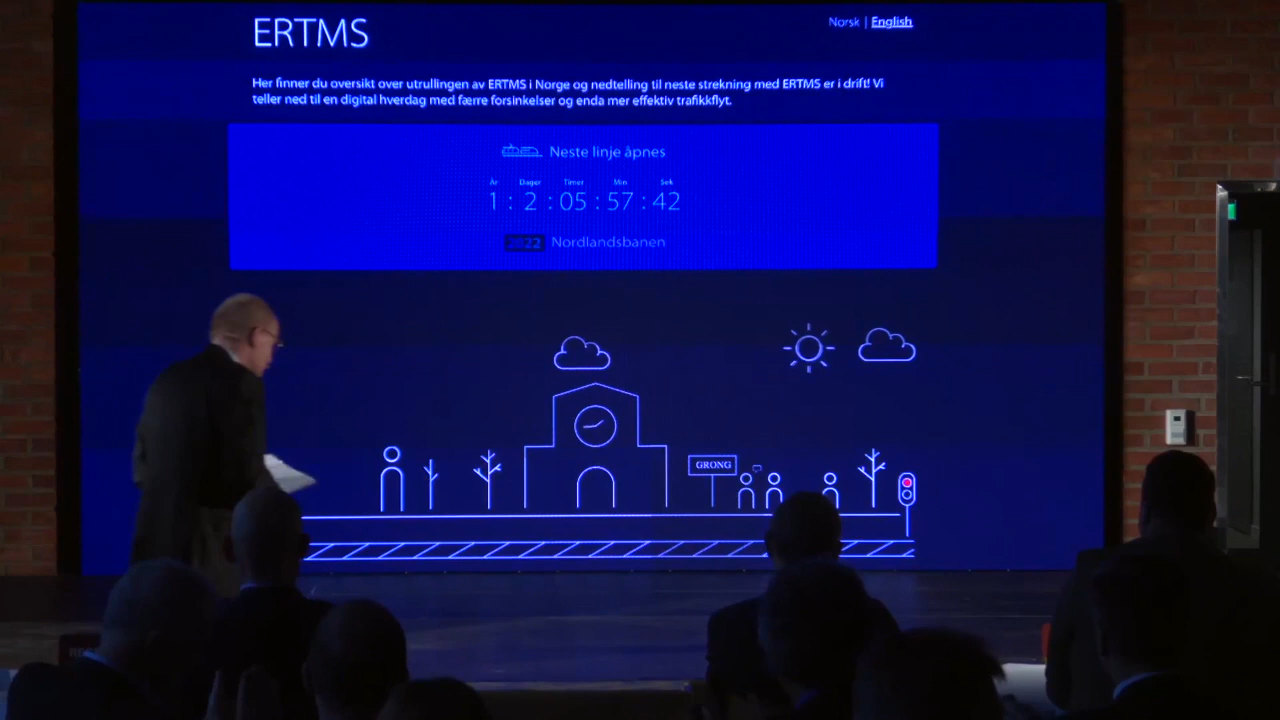 ERTMS
Norsk | English
Her finner du oversikt over utrullingen av ERTMS i Norge og nedtelling til neste strekning med ERTMS er i drift! Vi
teller ned til en digital hverdag med færre forsinkelser og enda mer effektiv trafikkflyt.
Neste linje åpnes
År Dager Timer Min Sek
1 : 2 : 05 : 57 : 42
2022 Nordlandsbanen
GRONG